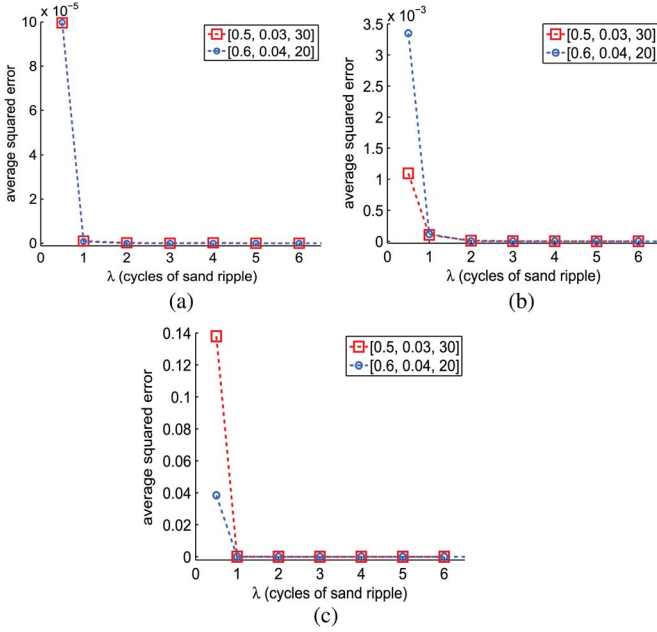 10 x 10⁻⁵
[0.5, 0.03, 30]
[0.6, 0.04, 20]
8
6
4
2
0
average squared error
0 1 2 3 4 5 6
λ (cycles of sand ripple)
(a)
x 10⁻³
3.5
[0.5, 0.03, 30]
[0.6, 0.04, 20]
3
2.5
2
1.5
1
0.5
0
average squared error
0 1 2 3 4 5 6
λ (cycles of sand ripple)
(b)
0.14
[0.5, 0.03, 30]
[0.6, 0.04, 20]
0.12
0.1
0.08
0.06
0.04
0.02
0
average squared error
0 1 2 3 4 5 6
λ (cycles of sand ripple)
(c)